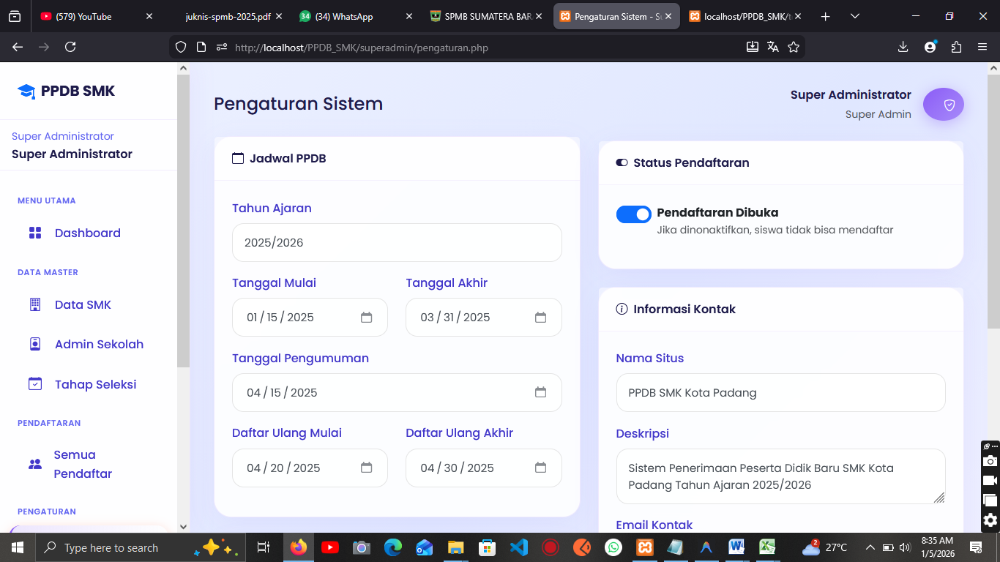 (579) YouTube
juknis-spmb-2025.pdf
34
(34) WhatsApp
SPMB SUMATERA BAR
Pengaturan Sistem - Su
localhost/PPDB_SMK/t
http://localhost/PPDB_SMK/superadmin/pengaturan.php
PPDB SMK
Super Administrator
Super Administrator
MENU UTAMA
Dashboard
DATA MASTER
Data SMK
Admin Sekolah
Tahap Seleksi
PENDAFTARAN
Semua
Pendaftar
PENGATURAN
Pengaturan Sistem
Super Administrator
Super Admin
Jadwal PPDB
Tahun Ajaran
2025/2026
Tanggal Mulai
Tanggal Akhir
01 / 15 / 2025
03 / 31 / 2025
Tanggal Pengumuman
04 / 15 / 2025
Daftar Ulang Mulai
Daftar Ulang Akhir
04 / 20 / 2025
04 / 30 / 2025
Status Pendaftaran
Pendaftaran Dibuka
Jika dinonaktifkan, siswa tidak bisa mendaftar
Informasi Kontak
Nama Situs
PPDB SMK Kota Padang
Deskripsi
Sistem Penerimaan Peserta Didik Baru SMK Kota
Padang Tahun Ajaran 2025/2026
Email Kontak
Type here to search
2
27°C
8:35 AM
1/5/2026